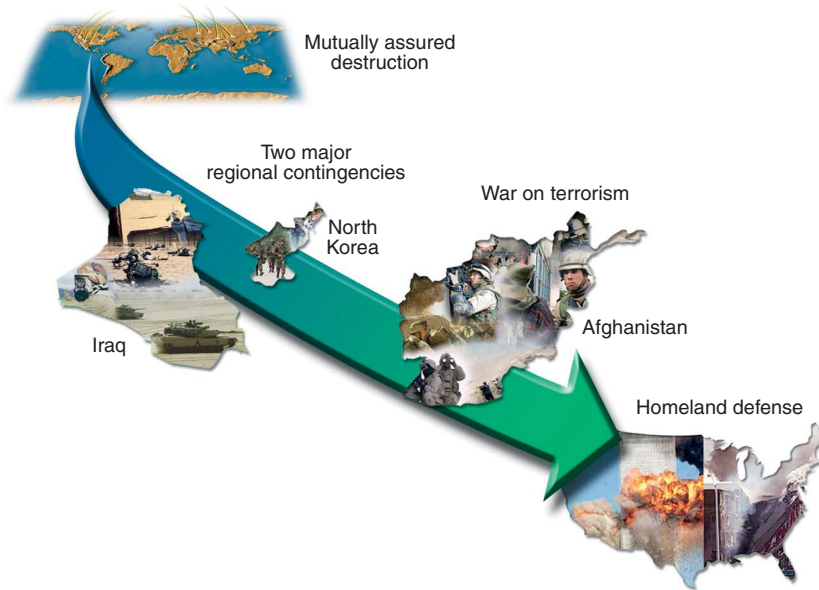 Mutually assured
destruction
Two major
regional contingencies
North
Korea
Iraq
War on terrorism
Afghanistan
Homeland defense